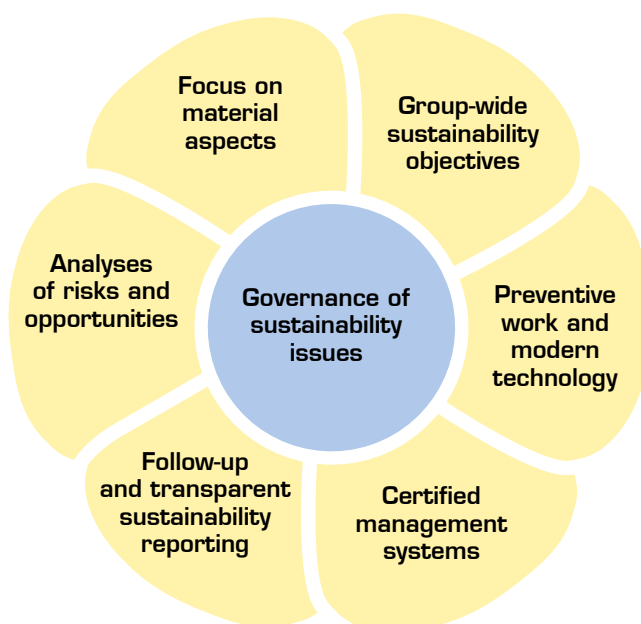 Focus on
material
aspects
Group-wide
sustainability
objectives
Analyses
of risks and
opportunities
Governance of
sustainability
issues
Preventive
work and
modern
technology
Follow-up
and transparent
sustainability
reporting
Certified
management
systems